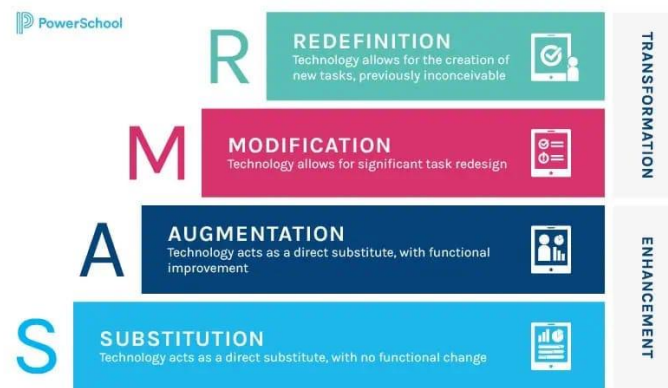 PowerSchool
R
REDEFINITION
Technology allows for the creation of
new tasks, previously inconceivable
M
MODIFICATION
Technology allows for significant task redesign
TRANSFORMATION
A
AUGMENTATION
Technology acts as a direct substitute, with functional
improvement
S
SUBSTITUTION
Technology acts as a direct substitute, with no functional change
ENHANCEMENT